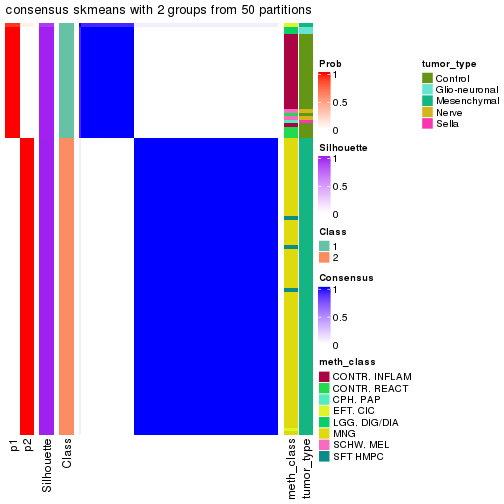 consensus skmeans with 2 groups from 50 partitions
Prob
1
0.5
0
Silhouette
1
0.5
0
Class
1
2
Consensus
1
0.5
0
meth_class
CONTR. INFLAM
CONTR. REACT
CPH. PAP
EFT. CIC
LGG. DIG/DIA
MNG
SCHW. MEL
SFT HMPC
tumor_type
Control
Glio-neuronal
Mesenchymal
Nerve
Sella
p1
p2
Silhouette
Class
meth_class
tumor_type